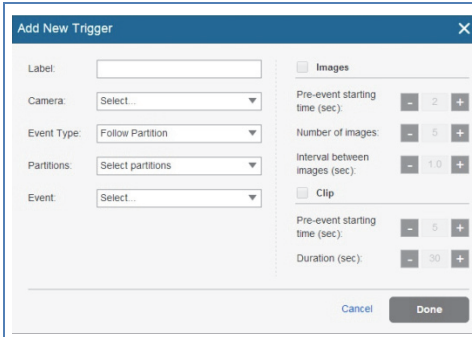 Add New Trigger
Label:
Camera: Select...
Event Type: Follow Partition
Partitions: Select partitions
Event: Select...
Images
Pre-event starting
time (sec): - 2 +
Number of images: - 5 +
Interval between
images (sec): - 1.0 +
Clip
Pre-event starting
time (sec): - 5 +
Duration (sec): - 30 +
Cancel Done